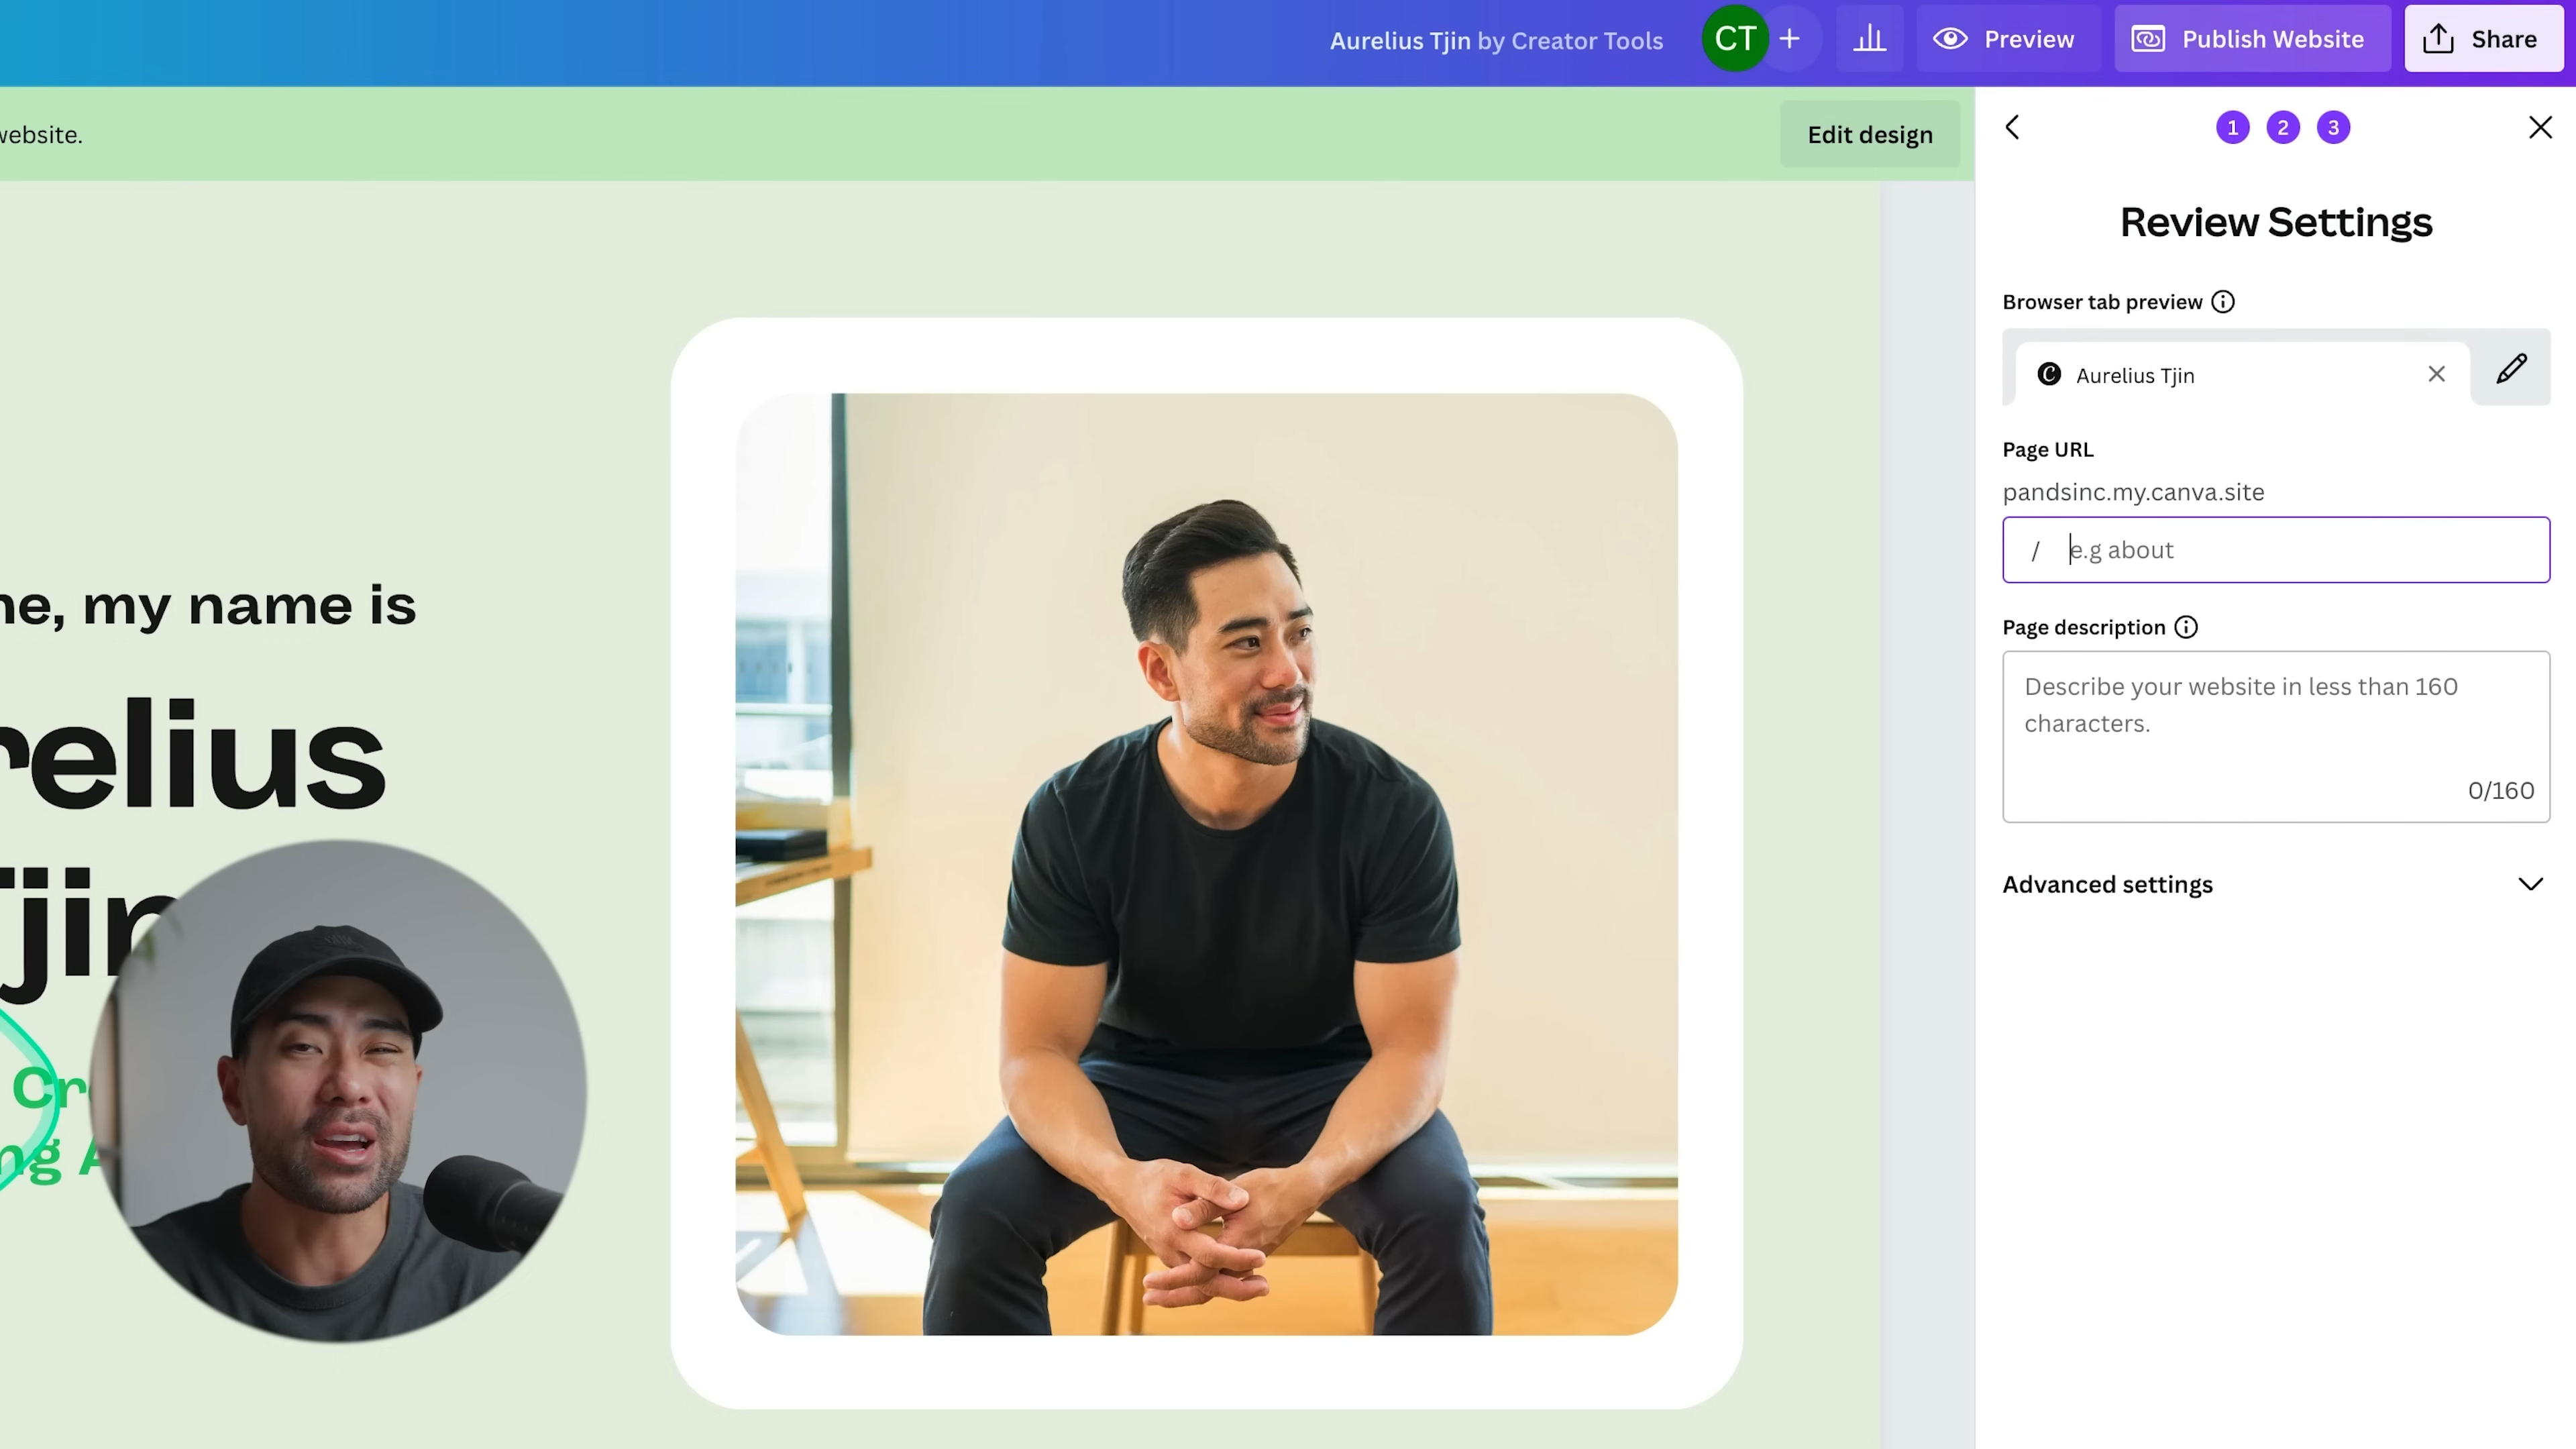 Aurelius Tjin by Creator Tools
CT
Preview
Publish Website
Share
website.
Edit design
1 2 3
Review Settings
Browser tab preview
Aurelius Tjin
Page URL
pandsinc.my.canva.site
/ e.g about
Page description
Describe your website in less than 160
characters.
0/160
Advanced settings
ne, my name is
relius
Tjin
Cr
ng A